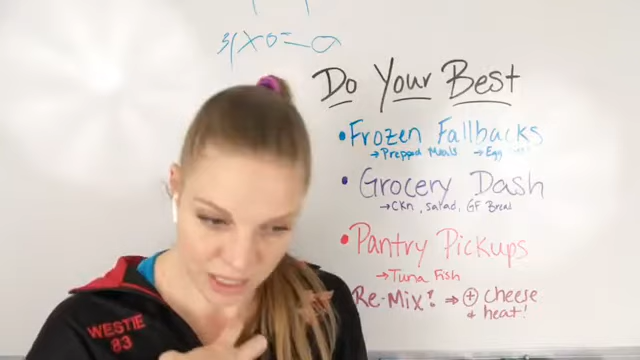 Do Your Best
• Frozen Fallbacks
→ Prepped Meals → Egg
• Grocery Dash
→ CKN, salad, GF Bread
• Pantry Pickups
→ Tuna Fish
Re-Mix! ⇒ ⊕ cheese
+ heat!
WESTIE
83